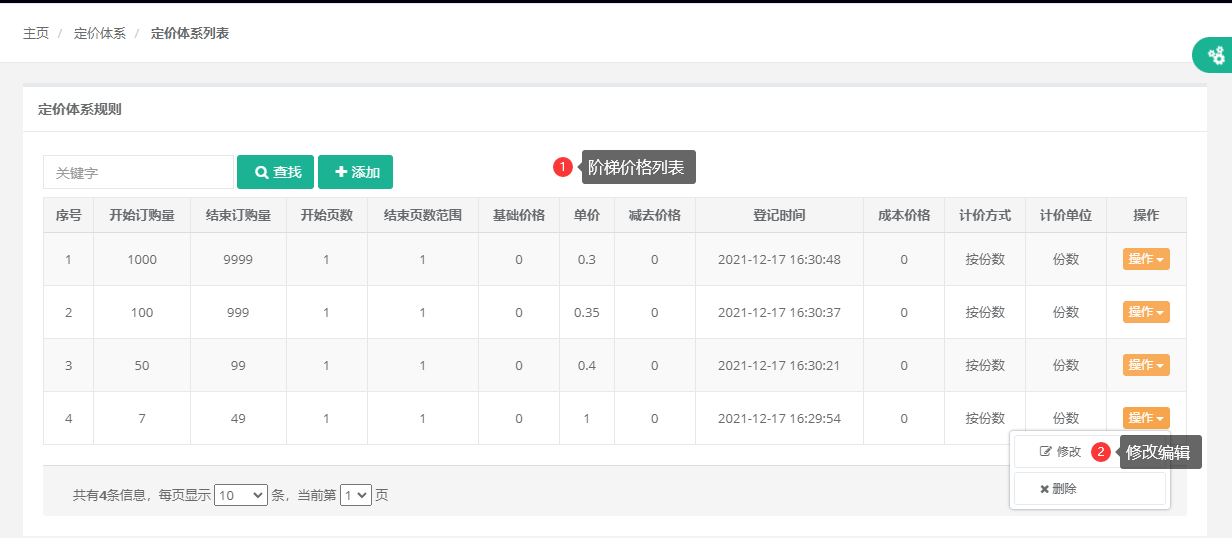 主页 / 定价体系 / 定价体系列表
定价体系规则
关键字 查找 添加 1 阶梯价格列表
序号 开始订购量 结束订购量 开始页数 结束页数范围 基础价格 单价 减去价格 登记时间 成本价格 计价方式 计价单位 操作
1 1000 9999 1 1 0 0.3 0 2021-12-17 16:30:48 0 按份数 份数 操作
2 100 999 1 1 0 0.35 0 2021-12-17 16:30:37 0 按份数 份数 操作
3 50 99 1 1 0 0.4 0 2021-12-17 16:30:21 0 按份数 份数 操作
4 7 49 1 1 0 1 0 2021-12-17 16:29:54 0 按份数 份数 操作
修改 2 修改编辑
删除
共有4条信息，每页显示 10 条，当前第 1 页